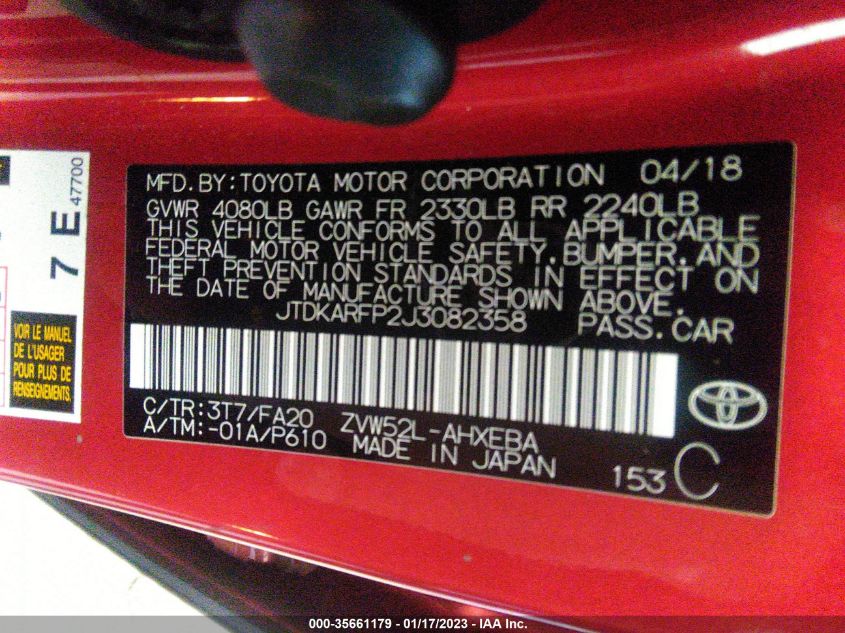 MFD.BY:TOYOTA MOTOR CORPORATION 04/18
GVWR 4080LB GAWR FR 2330LB RR 2240LB
THIS VEHICLE CONFORMS TO ALL APPLICABLE
FEDERAL MOTOR VEHICLE SAFETY,BUMPER,AND
THEFT PREVENTION STANDARDS IN EFFECT ON
THE DATE OF MANUFACTURE SHOWN ABOVE.
JTDKARFP2J3082358 PASS.CAR
C/TR:3T7/FA20 ZVW52L-AHXEBA
A/TM:-01A/P610 MADE IN JAPAN
153 C
7 E
47700
VOIR LE MANUEL
DE L'USAGER
POUR PLUS DE
RENSEIGNEMENTS.
000-35661179 - 01/17/2023 - IAA Inc.